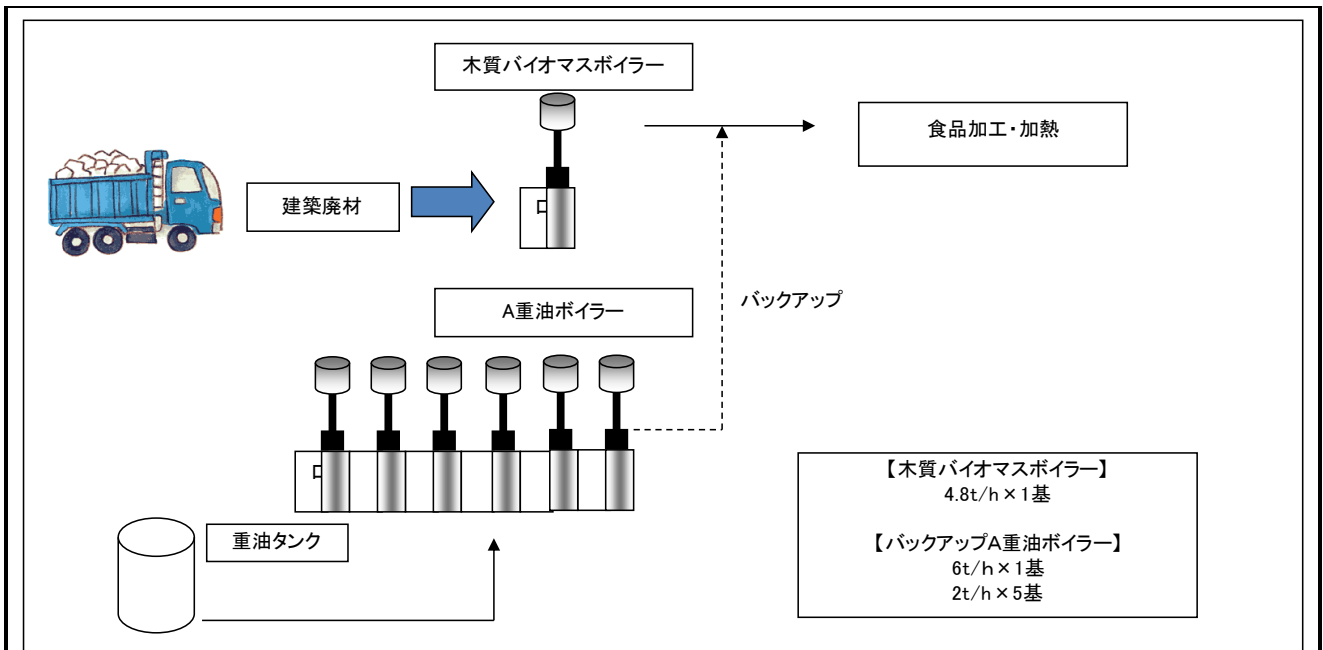 木質バイオマスボイラー
食品加工・加熱
建築廃材
A重油ボイラー
バックアップ
重油タンク
【木質バイオマスボイラー】
4.8t/h×1基
【バックアップA重油ボイラー】
6t/h×1基
2t/h×5基